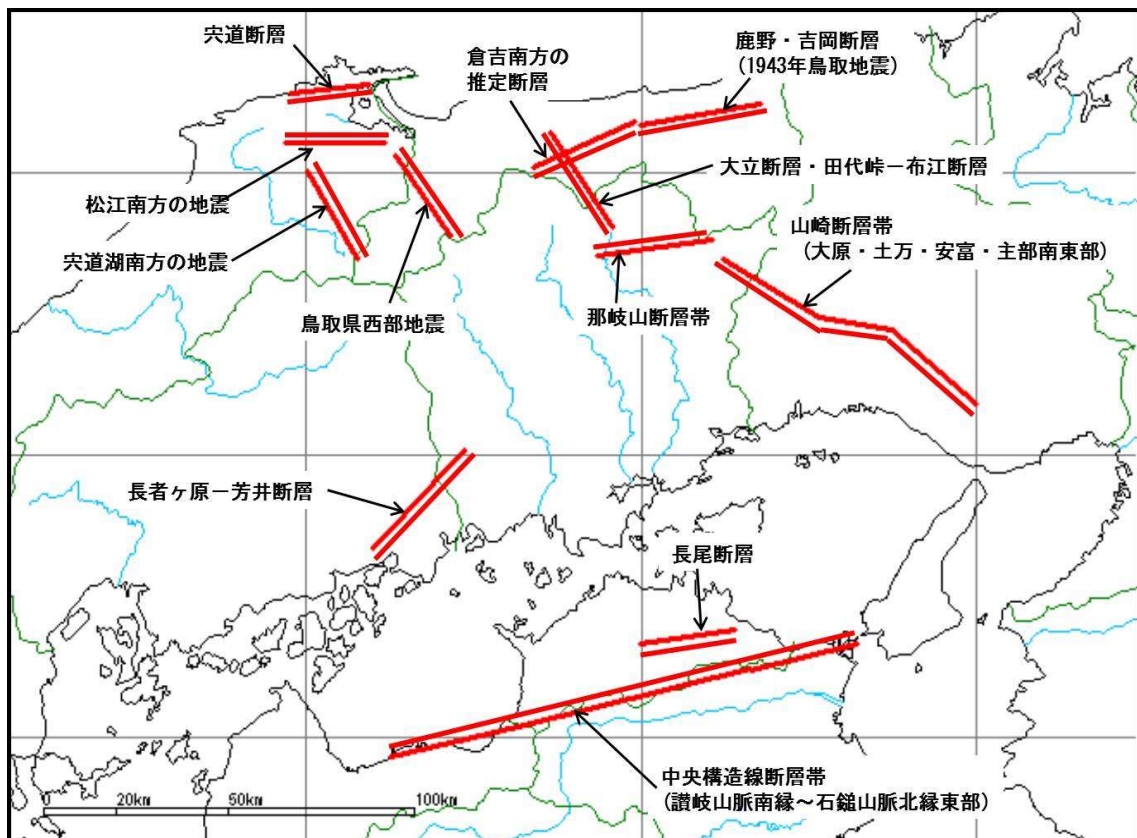 宍道断層
倉吉南方の
推定断層
鹿野・吉岡断層
(1943年鳥取地震)
大立断層・田代峠－布江断層
松江南方の地震
山崎断層帯
(大原・土万・安富・主部南東部)
宍道湖南方の地震
鳥取県西部地震
那岐山断層帯
長者ヶ原－芳井断層
長尾断層
中央構造線断層帯
(讃岐山脈南縁～石鎚山脈北縁東部)
0 20km 50km 100km